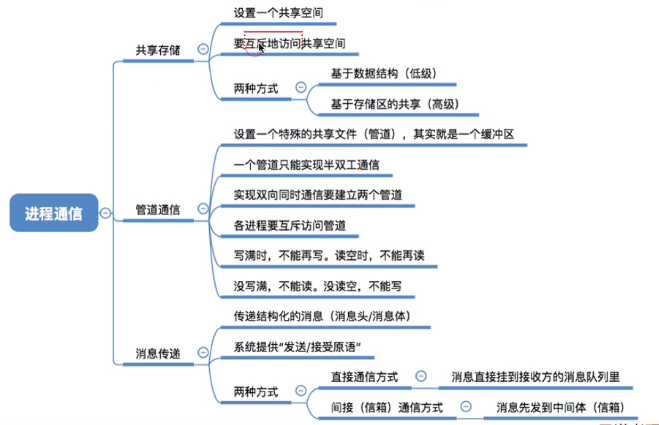 设置一个共享空间
要互斥地访问共享空间
共享存储
两种方式
基于数据结构（低级）
基于存储区的共享（高级）
设置一个特殊的共享文件（管道），其实就是一个缓冲区
一个管道只能实现半双工通信
实现双向同时通信要建立两个管道
进程通信
管道通信
各进程要互斥访问管道
写满时，不能再写。读空时，不能再读
没写满，不能读。没读空，不能写
传递结构化的消息（消息头/消息体）
系统提供“发送/接受原语”
消息传递
两种方式
直接通信方式
消息直接挂到接收方的消息队列里
间接（信箱）通信方式
消息先发到中间体（信箱）